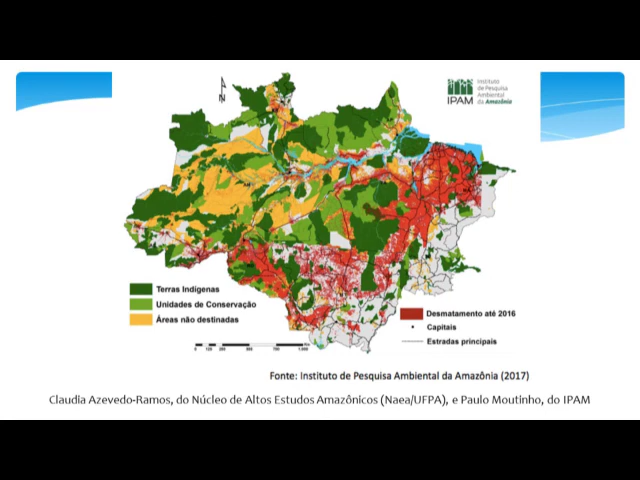 N
IPAM
Instituto
de Pesquisa
Ambiental
da Amazônia
Terras Indígenas
Unidades de Conservação
Áreas não destinadas
Desmatamento até 2016
Capitais
Estradas principais
Fonte: Instituto de Pesquisa Ambiental da Amazônia (2017)
Claudia Azevedo-Ramos, do Núcleo de Altos Estudos Amazônicos (Naea/UFPA), e Paulo Moutinho, do IPAM